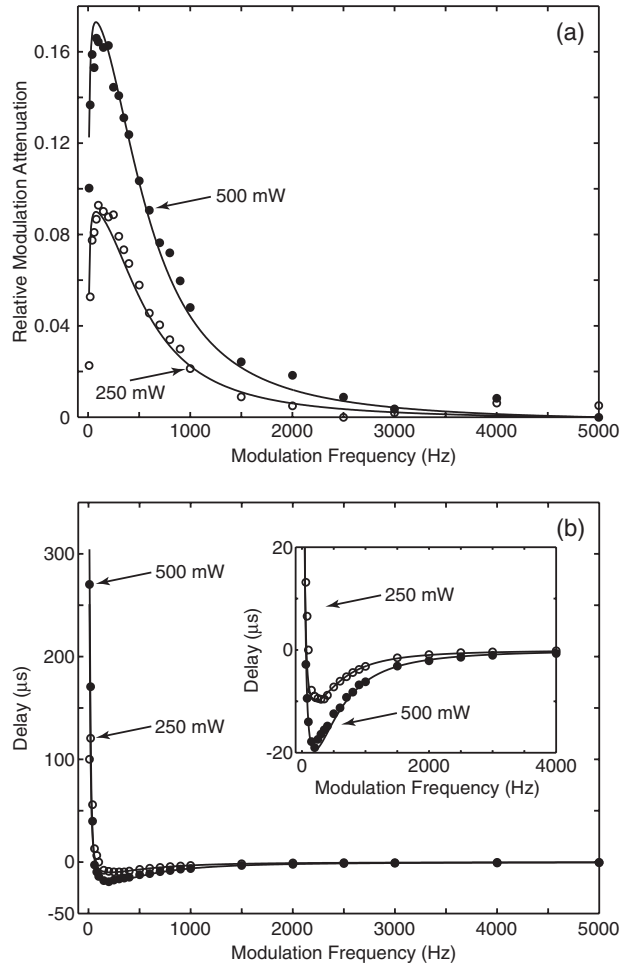 (a)
0.16
0.12
0.08
0.04
0
Relative Modulation Attenuation
500 mW
250 mW
0 1000 2000 3000 4000 5000
Modulation Frequency (Hz)
(b)
300
200
100
0
-50
Delay (μs)
500 mW
250 mW
20
0
-20
Delay (μs)
250 mW
500 mW
0 2000 4000
Modulation Frequency (Hz)
0 1000 2000 3000 4000 5000
Modulation Frequency (Hz)